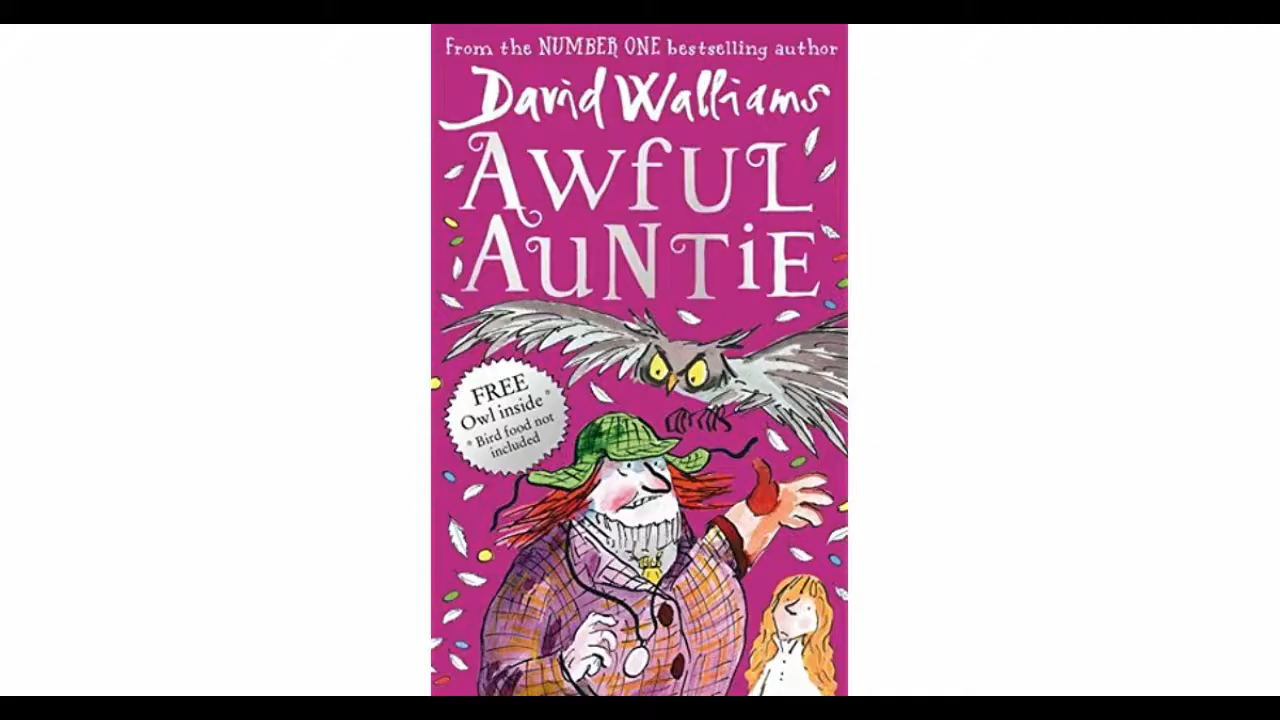 From the NUMBER ONE bestselling author
David Walliams
AWfUL
AUNTiE
FREE
Owl inside *
* Bird food not
included